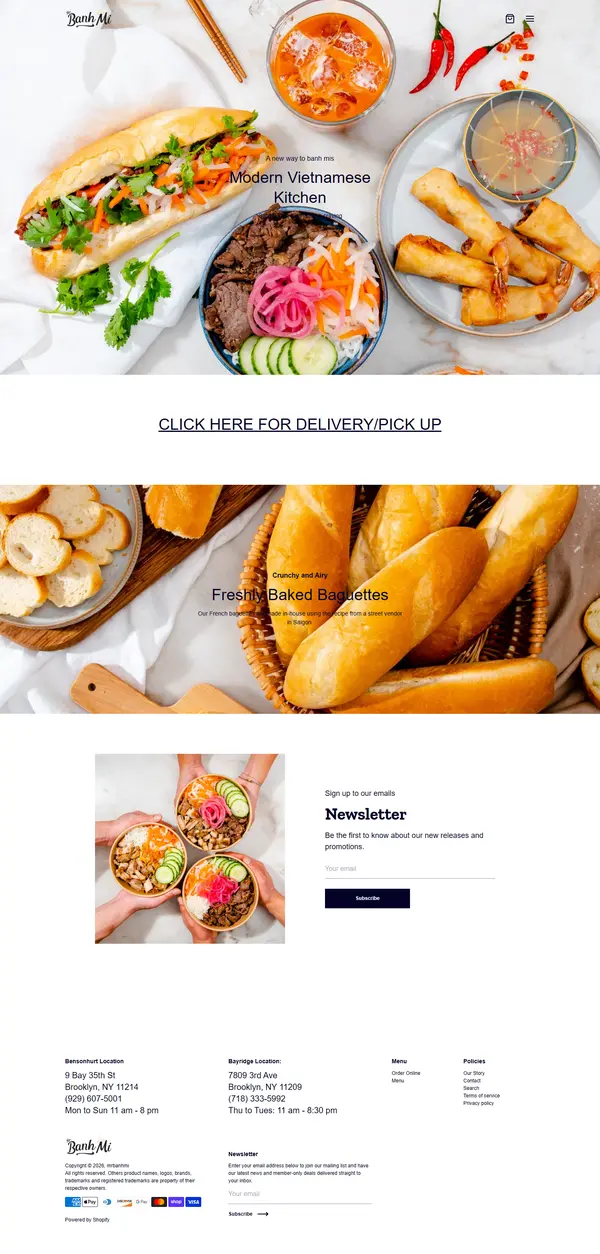 Banh Mi
A new way to banh mis
Modern Vietnamese
Kitchen
CLICK HERE FOR DELIVERY/PICK UP
Crunchy and Airy
Freshly Baked Baguettes
Our French baguettes made in-house using the recipe from a street vendor
in Saigon
Sign up to our emails
Newsletter
Be the first to know about our new releases and
promotions.
Your email
Subscribe
Bensonhurt Location
9 Bay 35th St
Brooklyn, NY 11214
(929) 607-5001
Mon to Sun 11 am - 8 pm
Bayridge Location:
7809 3rd Ave
Brooklyn, NY 11209
(718) 333-5992
Thu to Tues: 11 am - 8:30 pm
Menu
Order Online
Menu
Policies
Our Story
Contact
Search
Terms of service
Privacy policy
Banh Mi
Copyright © 2026, mrbanhmi
All rights reserved. Others product names, logos, brands,
trademarks and registered trademarks are property of their
respective owners.
Powered by Shopify
Newsletter
Enter your email address below to join our mailing list and have
our latest news and member-only deals delivered straight to
your inbox.
Your email
Subscribe